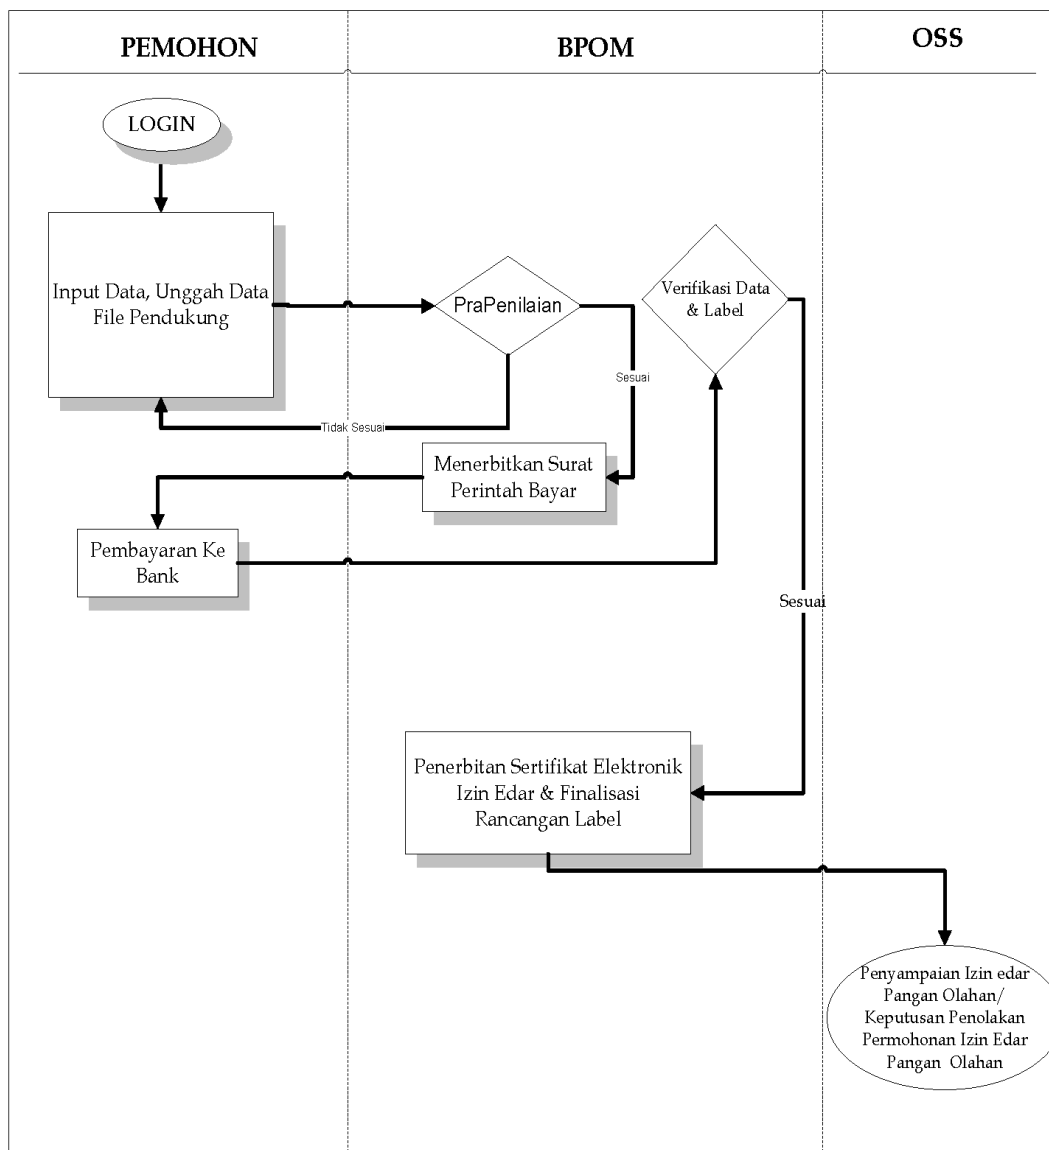 PEMOHON
BPOM
OSS
LOGIN
Input Data, Unggah Data
File Pendukung
PraPenilaian
Verifikasi Data
& Label
Sesuai
Tidak Sesuai
Menerbitkan Surat
Perintah Bayar
Pembayaran Ke
Bank
Sesuai
Penerbitan Sertifikat Elektronik
Izin Edar & Finalisasi
Rancangan Label
Penyampaian Izin edar
Pangan Olahan/
Keputusan Penolakan
Permohonan Izin Edar
Pangan Olahan